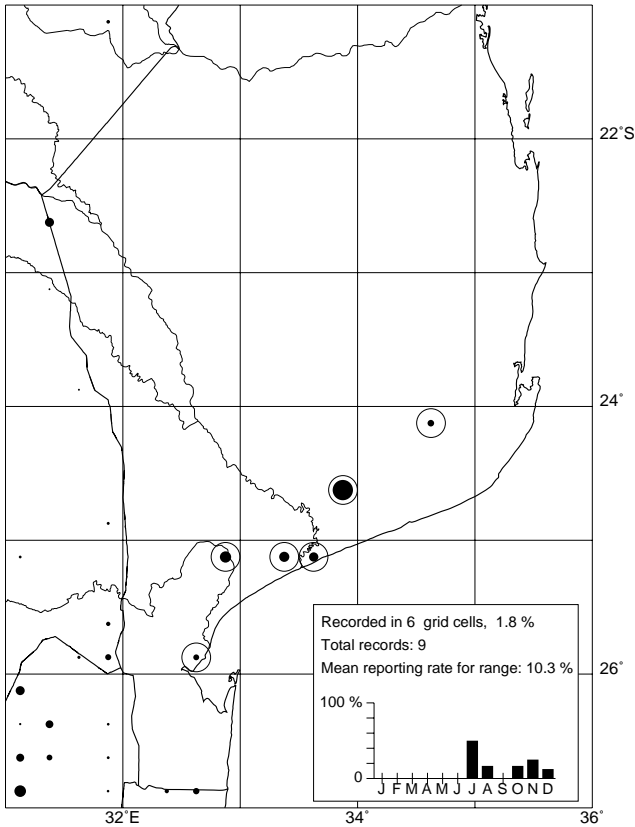 22°S
24°
26°
Recorded in 6 grid cells, 1.8 %
Total records: 9
Mean reporting rate for range: 10.3 %
100 %
0
J F M A M J J A S O N D
32°E 34° 36°